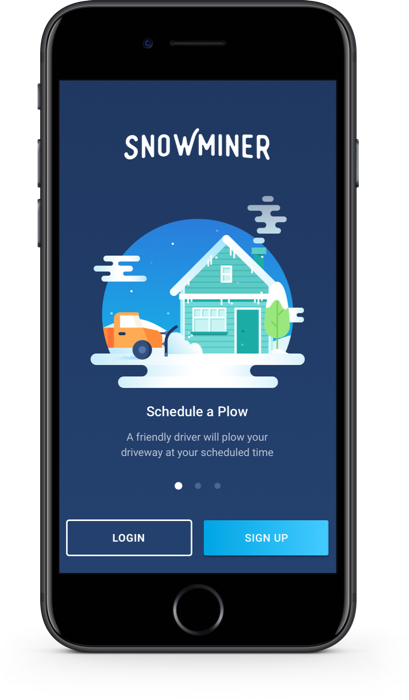 SNOWMINER
Schedule a Plow
A friendly driver will plow your
driveway at your scheduled time
LOGIN
SIGN UP